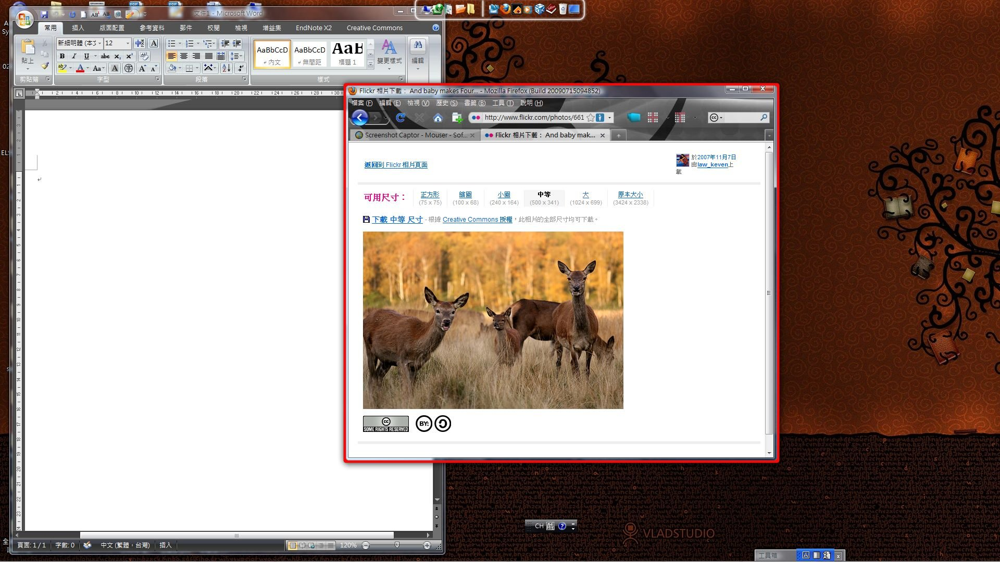 文件1 - Microsoft Word
常用 插入 版面配置 參考資料 郵件 校閱 檢視 增益集 EndNote X2 Creative Commons
新細明體 (本文 12
貼上
AaBbCcD AaBbCcD AaB
內文 無間距 標題 1
變更樣式 編輯
剪貼簿 字型 段落 樣式
Flickr 相片下載： And baby makes Four... - Mozilla Firefox (Build 20090715094852)
檔案 (F) 編輯 (E) 檢視 (V) 歷史 (S) 書籤 (B) 工具 (T) 說明 (H)
http://www.flickr.com/photos/661
Screenshot Captor - Mouser - Sof...
Flickr 相片下載： And baby mak...
返回到 Flickr 相片頁面
於2007年11月7日
由law_keven上
載
可用尺寸：
正方形 縮圖 小圖 中等 大 原本大小
(75 x 75) (100 x 68) (240 x 164) (500 x 341) (1024 x 699) (3424 x 2338)
下載 中等 尺寸 - 根據 Creative Commons 授權，此相片的全部尺寸均可下載。
cc
SOME RIGHTS RESERVED
BY:
頁面: 1 / 1 字數: 0 中文 (繁體，台灣) 插入 120%
CH 酷
VLADSTUDIO
工具箱